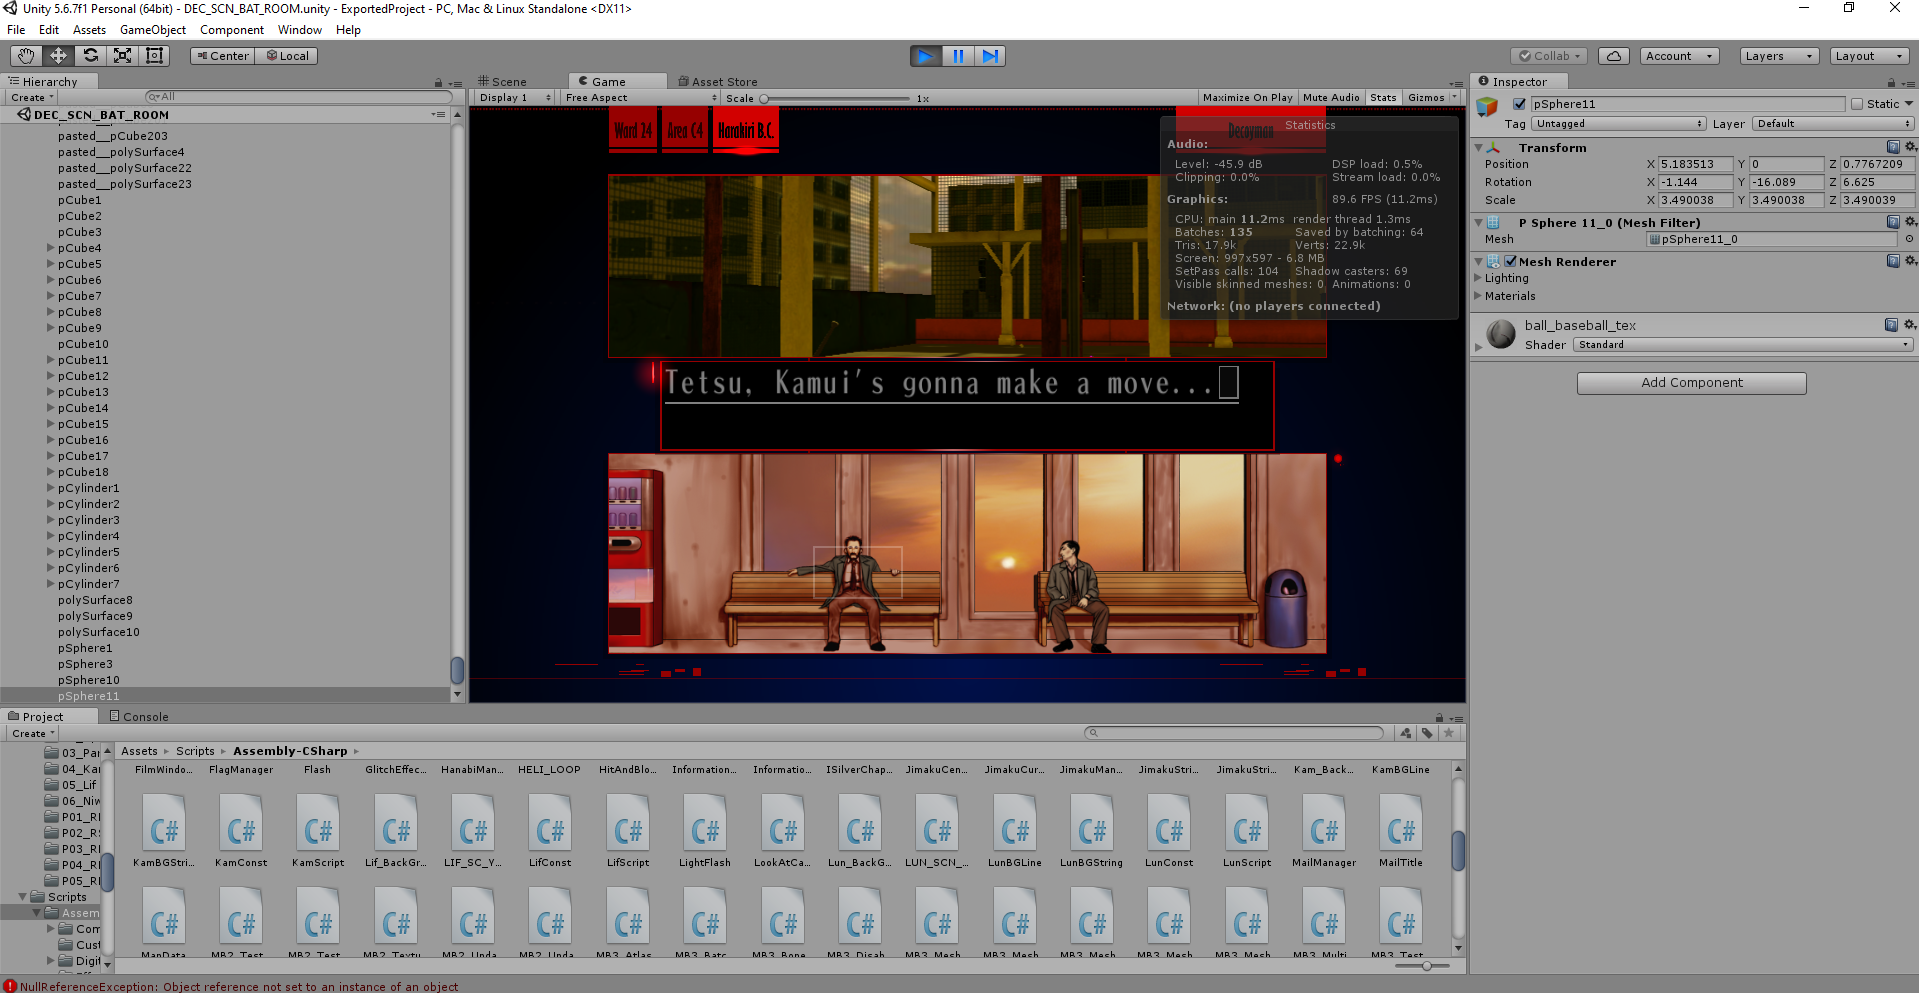 Unity 5.6.7f1 Personal (64bit) - DEC_SCN_BAT_ROOM.unity - ExportedProject - PC, Mac & Linux Standalone <DX11>
File Edit Assets GameObject Component Window Help
Center Local
Collab Account Layers Layout
Hierarchy
Create All
DEC_SCN_BAT_ROOM
pasted__pCube203
pasted__polySurface4
pasted__polySurface22
pasted__polySurface23
pCube1
pCube2
pCube3
pCube4
pCube5
pCube6
pCube7
pCube8
pCube9
pCube10
pCube11
pCube12
pCube13
pCube14
pCube15
pCube16
pCube17
pCube18
pCylinder1
pCylinder2
pCylinder3
pCylinder4
pCylinder5
pCylinder6
pCylinder7
polySurface8
polySurface9
polySurface10
pSphere1
pSphere3
pSphere10
pSphere11
Scene Game Asset Store
Display 1 Free Aspect Scale 1x Maximize On Play Mute Audio Stats Gizmos
Ward 24 Area C4 Harakiri B.C. Decoyman
Statistics
Audio:
Level: -45.9 dB DSP load: 0.5%
Clipping: 0.0% Stream load: 0.0%
Graphics: 89.6 FPS (11.2ms)
CPU: main 11.2ms render thread 1.3ms
Batches: 135 Saved by batching: 64
Tris: 17.9k Verts: 22.9k
Screen: 997x597 - 6.8 MB
SetPass calls: 104 Shadow casters: 69
Visible skinned meshes: 0 Animations: 0
Network: (no players connected)
Tetsu, Kamui's gonna make a move...
Inspector
pSphere11 Static
Tag Untagged Layer Default
Transform
Position X 5.183513 Y 0 Z 0.7767209
Rotation X -1.144 Y -16.089 Z 6.625
Scale X 3.490038 Y 3.490038 Z 3.490039
P Sphere 11_0 (Mesh Filter)
Mesh pSphere11_0
Mesh Renderer
Lighting
Materials
ball_baseball_tex
Shader Standard
Add Component
Project Console
Create
03_Par
04_Kar
05_Lif
06_Niw
P01_RI
P02_RS
P03_RI
P04_RI
P05_RI
Scripts
Assem
Com
Cust
Digit
Assets Scripts Assembly-CSharp
FilmWindo... FlagManager Flash GlitchEffec... HanabiMan... HELI_LOOP HitAndBlo... Information... Informatio... ISilverChap... JimakuCen... JimakuCur... JimakuMan... JimakuStri... JimakuStri... Kam_Back... KamBGLine
C# C# C# C# C# C# C# C# C# C# C# C# C# C# C# C# C#
KamBGStri... KamConst KamScript Lif_BackGr... LIF_SC_Y... LifConst LifScript LightFlash LookAtCa... Lun_BackG... LUN_SCN_... LunBGLine LunBGString LunConst LunScript MailManager MailTitle
C# C# C# C# C# C# C# C# C# C# C# C# C# C# C# C# C#
ManData MB2_Test... MB2_Test... MB2_Textu... MB2_Unda... MB2_Unda... MB3_Atlas... MB3_Batc... MB3_Bone... MB3_Disab... MB3_Mesh... MB3_Mesh... MB3_Mesh... MB3_Mesh... MB3_Mesh... MB3_Multi... MB3_Test...
NullReferenceException: Object reference not set to an instance of an object